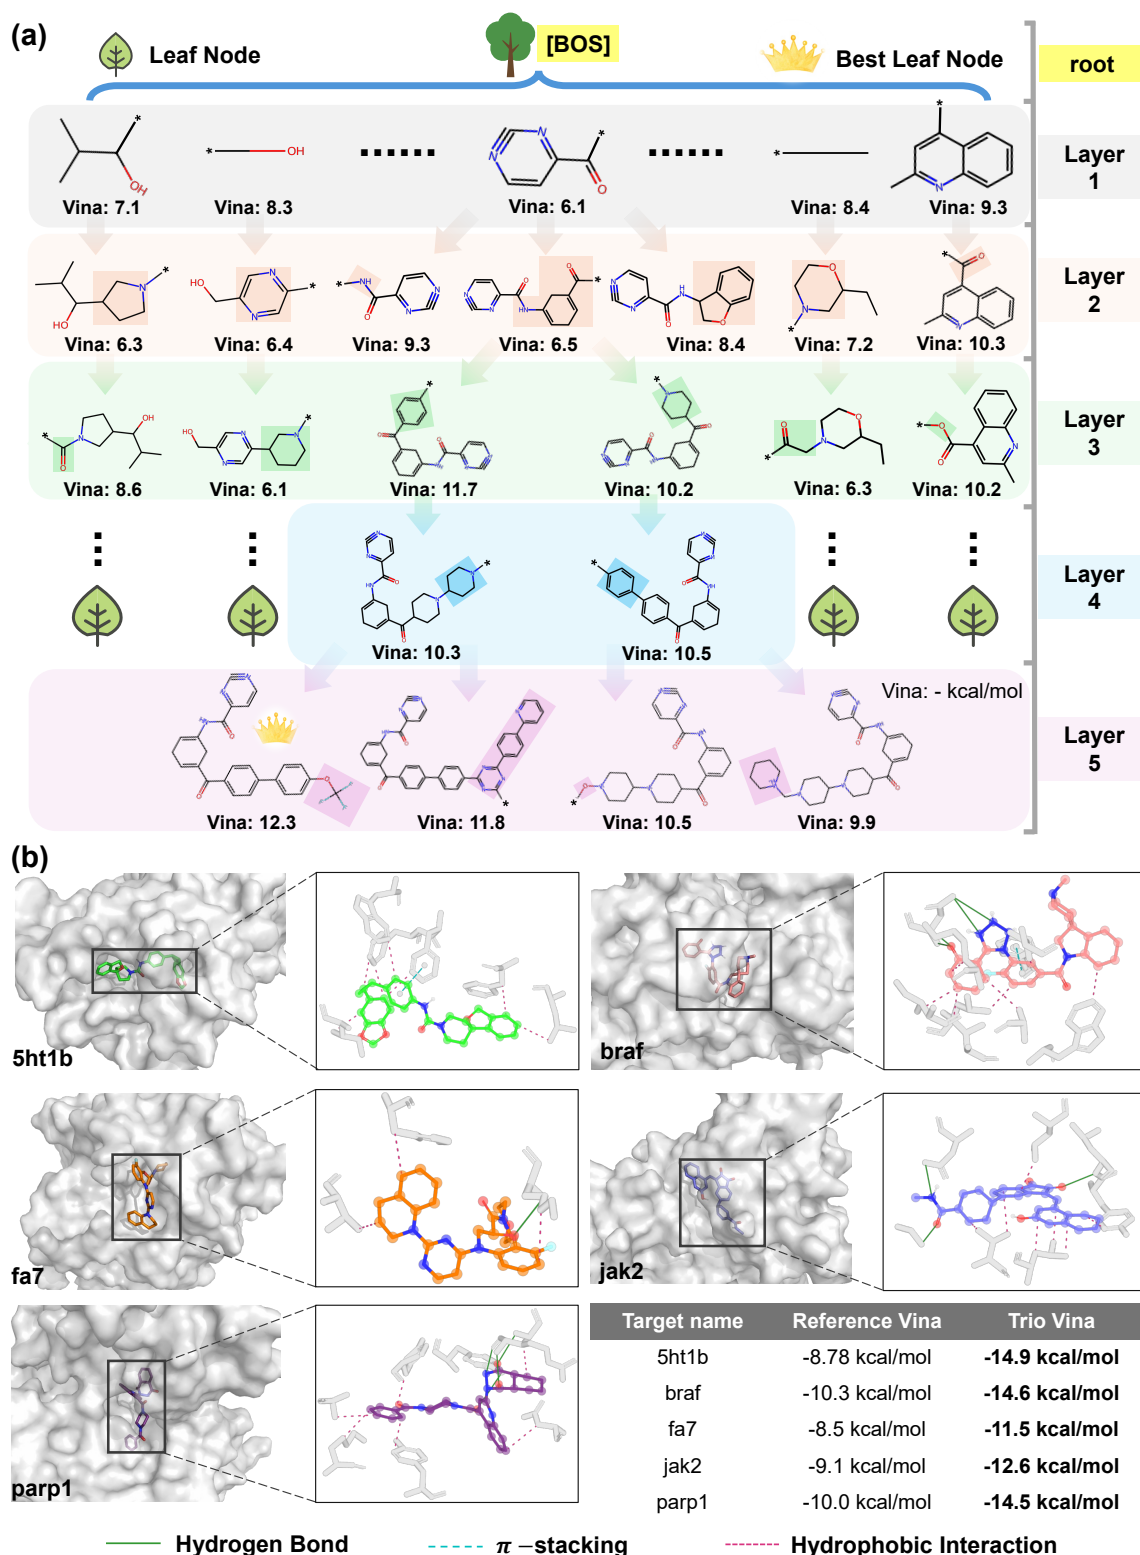 (a)
Leaf Node
[BOS]
Best Leaf Node
root
Layer 1
Vina: 7.1
Vina: 8.3
Vina: 6.1
Vina: 8.4
Vina: 9.3
Layer 2
Vina: 6.3
Vina: 6.4
Vina: 9.3
Vina: 6.5
Vina: 8.4
Vina: 7.2
Vina: 10.3
Layer 3
Vina: 8.6
Vina: 6.1
Vina: 11.7
Vina: 10.2
Vina: 6.3
Vina: 10.2
Layer 4
Vina: 10.3
Vina: 10.5
Vina: - kcal/mol
Layer 5
Vina: 12.3
Vina: 11.8
Vina: 10.5
Vina: 9.9
(b)
5ht1b
braf
fa7
jak2
parp1
Target name Reference Vina Trio Vina
5ht1b -8.78 kcal/mol -14.9 kcal/mol
braf -10.3 kcal/mol -14.6 kcal/mol
fa7 -8.5 kcal/mol -11.5 kcal/mol
jak2 -9.1 kcal/mol -12.6 kcal/mol
parp1 -10.0 kcal/mol -14.5 kcal/mol
Hydrogen Bond π −stacking Hydrophobic Interaction